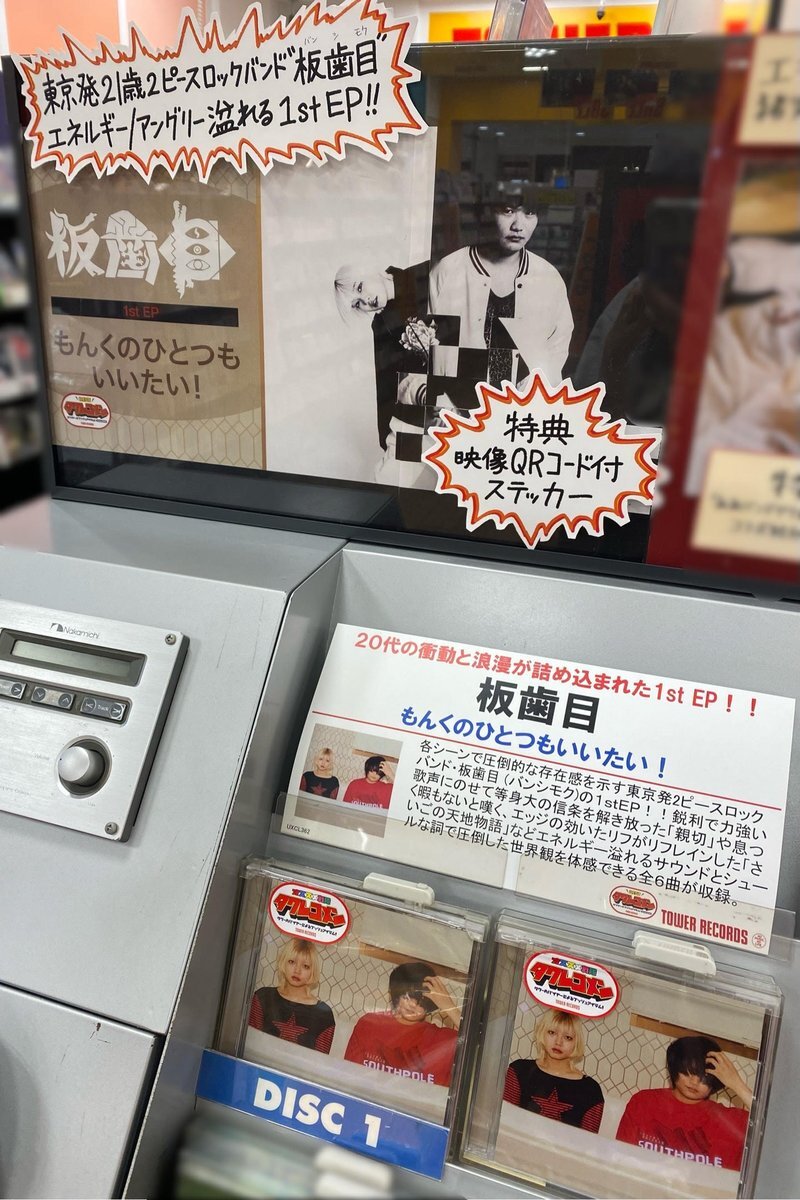 東京発21歳2ピースロックバンド"板歯目"
バンシモク
エネルギー/アングリー溢れる1st EP!!
板歯目
1st EP
もんくのひとつも
いいたい!
タワレコメン
特典
映像QRコード付
ステッカー
Nakamichi
20代の衝動と浪漫が詰め込まれた1st EP!!
板歯目
もんくのひとつもいいたい!
各シーンで圧倒的な存在感を示す東京発2ピースロック
バンド・板歯目(バンシモク)の1stEP!!鋭利で力強い
歌声にのせて等身大の信条を解き放った「親切」や息つ
く暇もないと嘆く、エッジの効いたリフがリフレインした「さ
いごの天地物語」などエネルギー溢れるサウンドとシュー
ルな詞で圧倒した世界観を体感できる全6曲が収録。
SOUTHPOLE
UXCL362
タワレコメン
TOWER RECORDS
タワレコメン
TOWER RECORDS
SOUTHPOLE
DISC 1
タワレコメン
TOWER RECORDS
SOUTHPOLE